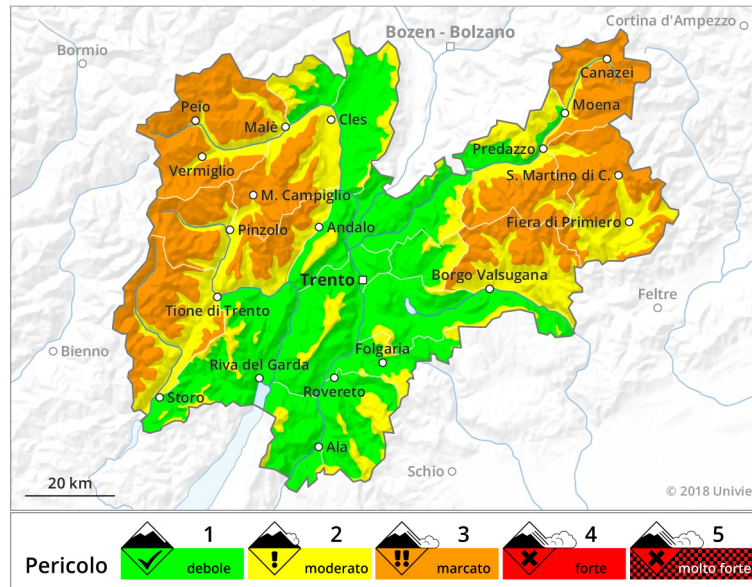 Cortina d'Ampezzo
Bozen - Bolzano
Bormio
Canazei
Peio
Moena
Malè
Cles
Predazzo
Vermiglio
S. Martino di C.
M. Campiglio
Fiera di Primiero
Pinzolo
Andalo
Trento
Borgo Valsugana
Feltre
Tione di Trento
Folgaria
Bienno
Riva del Garda
Rovereto
Storo
Ala
Schio
20 km
© 2018 Univie
1 2 3 4 5
Pericolo debole moderato marcato forte molto forte